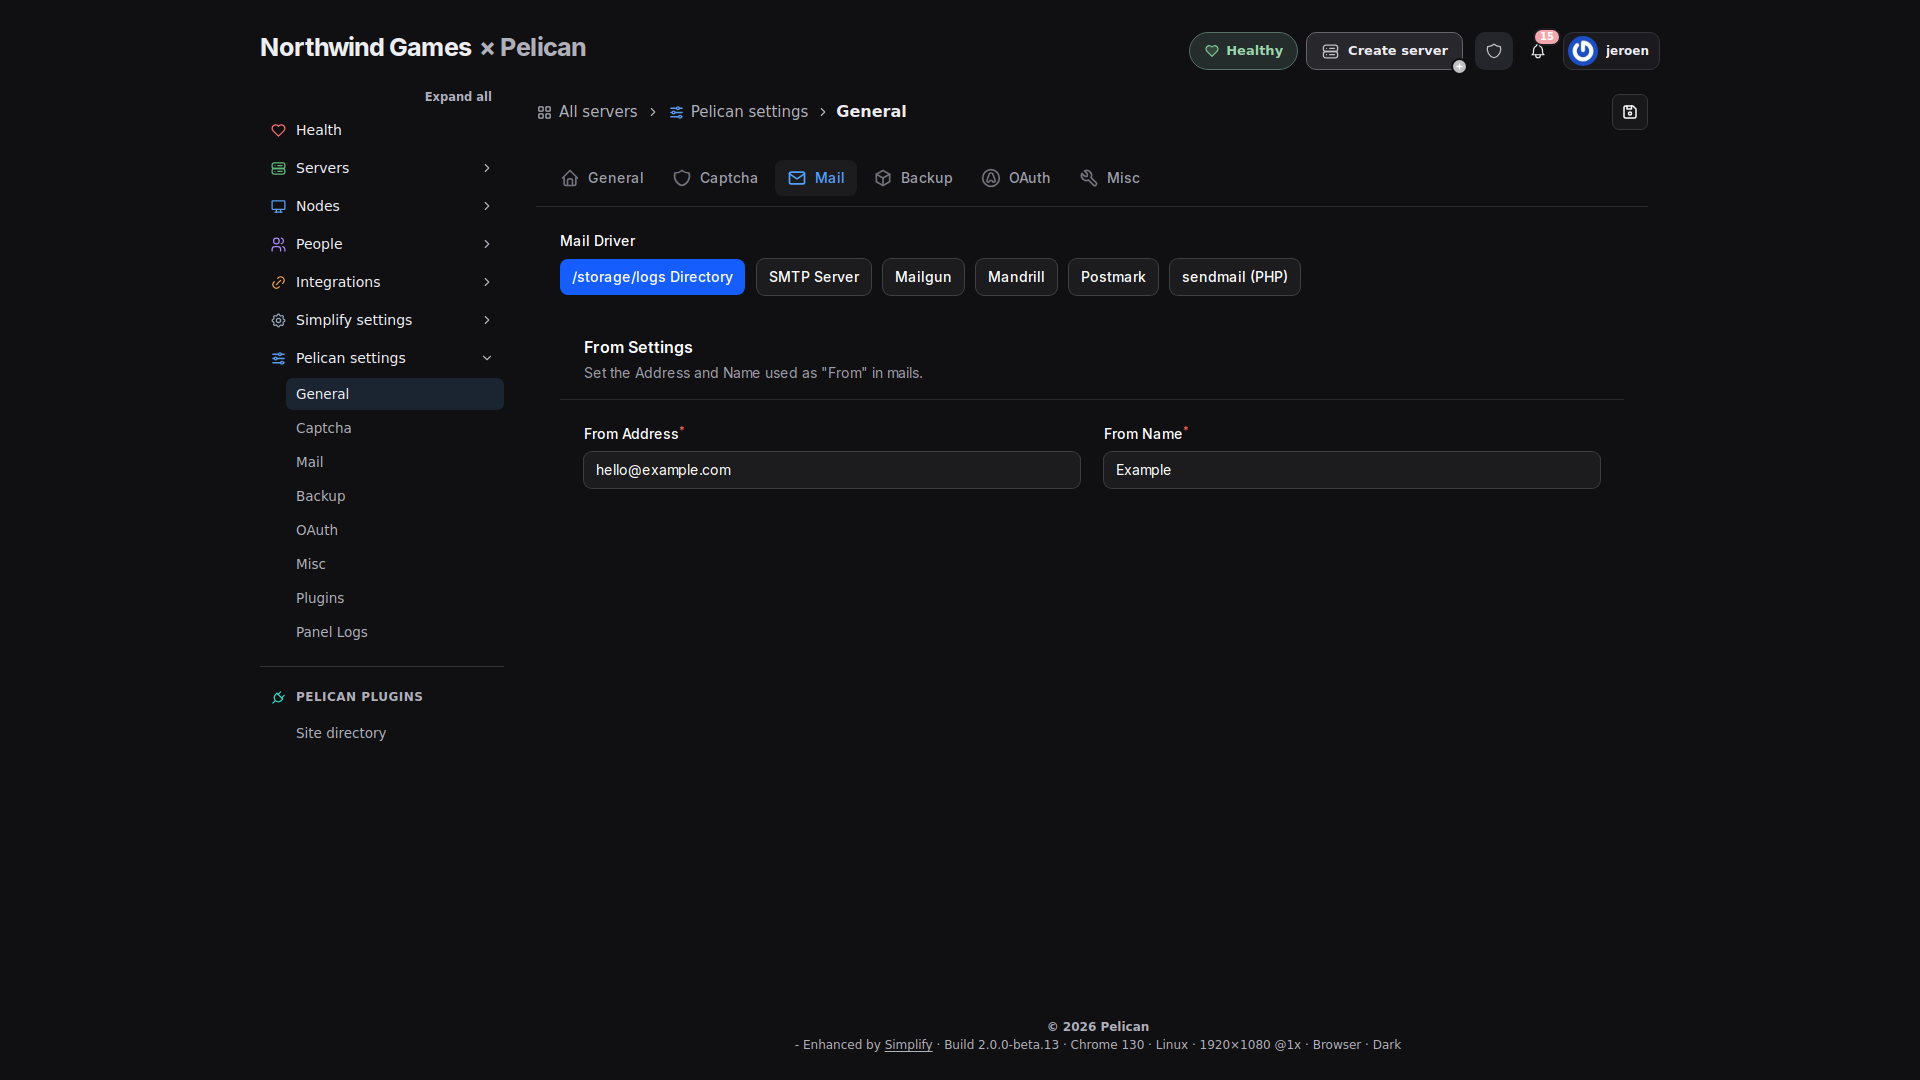 Northwind Games × Pelican
Healthy
Create server
15
jeroen
Expand all
Health
Servers
Nodes
People
Integrations
Simplify settings
Pelican settings
General
Captcha
Mail
Backup
OAuth
Misc
Plugins
Panel Logs
PELICAN PLUGINS
Site directory
All servers > Pelican settings > General
General
Captcha
Mail
Backup
OAuth
Misc
Mail Driver
/storage/logs Directory
SMTP Server
Mailgun
Mandrill
Postmark
sendmail (PHP)
From Settings
Set the Address and Name used as "From" in mails.
From Address*
hello@example.com
From Name*
Example
© 2026 Pelican
- Enhanced by Simplify · Build 2.0.0-beta.13 · Chrome 130 · Linux · 1920×1080 @1x · Browser · Dark